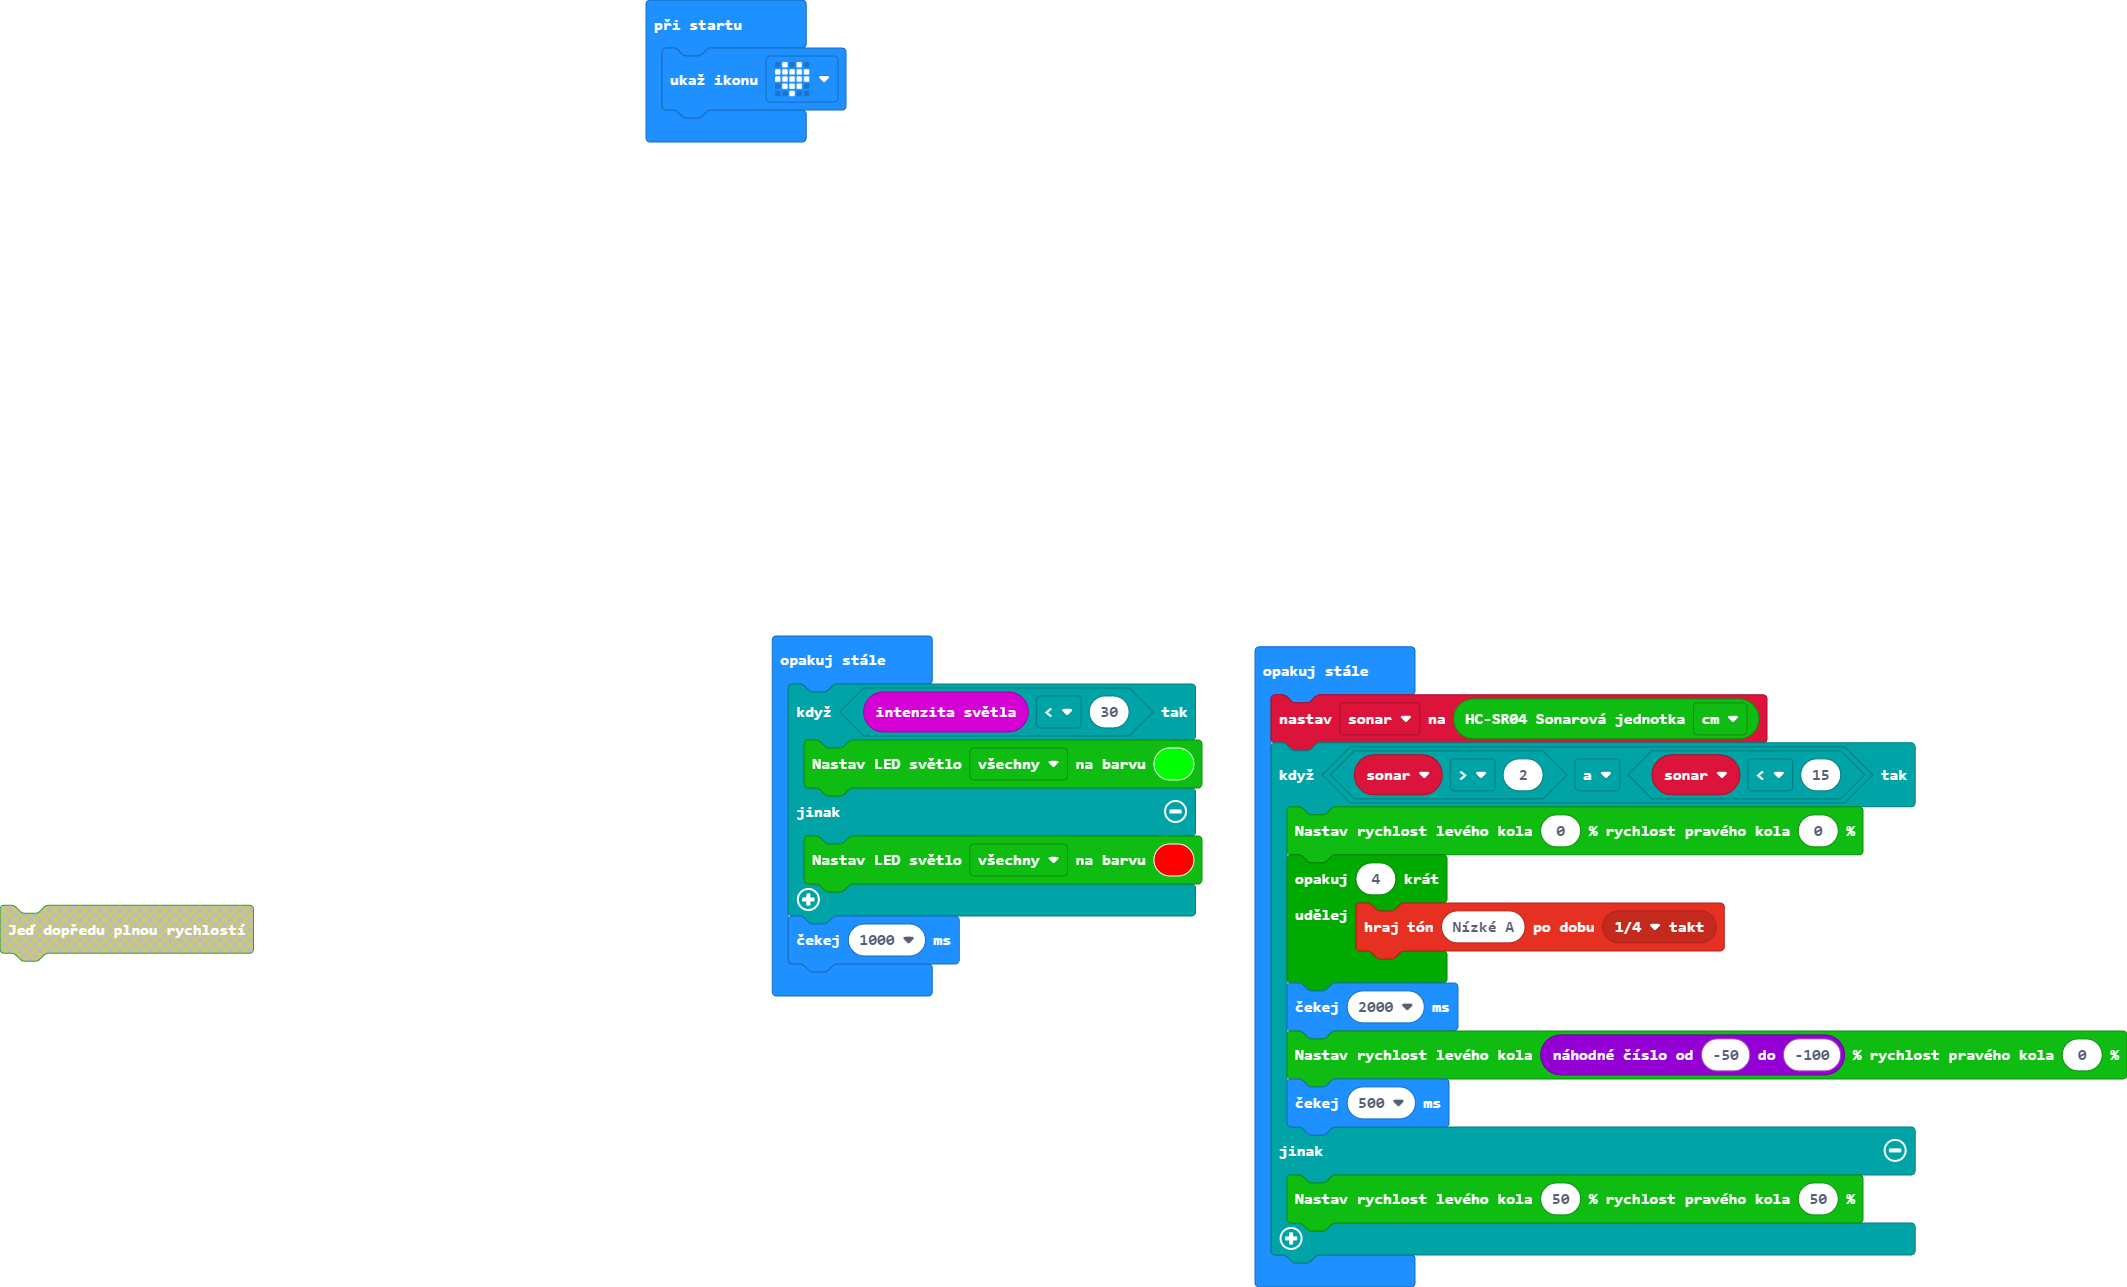 při startu
ukaž ikonu
opakuj stále
když intenzita světla < 30 tak
Nastav LED světlo všechny na barvu
jinak
Nastav LED světlo všechny na barvu
čekej 1000 ms
Jeď dopředu plnou rychlostí
opakuj stále
nastav sonar na HC-SR04 Sonarová jednotka cm
když sonar > 2 a sonar < 15 tak
Nastav rychlost levého kola 0 % rychlost pravého kola 0 %
opakuj 4 krát
udělej hraj tón Nízké A po dobu 1/4 takt
čekej 2000 ms
Nastav rychlost levého kola náhodné číslo od -50 do -100 % rychlost pravého kola 0 %
čekej 500 ms
jinak
Nastav rychlost levého kola 50 % rychlost pravého kola 50 %